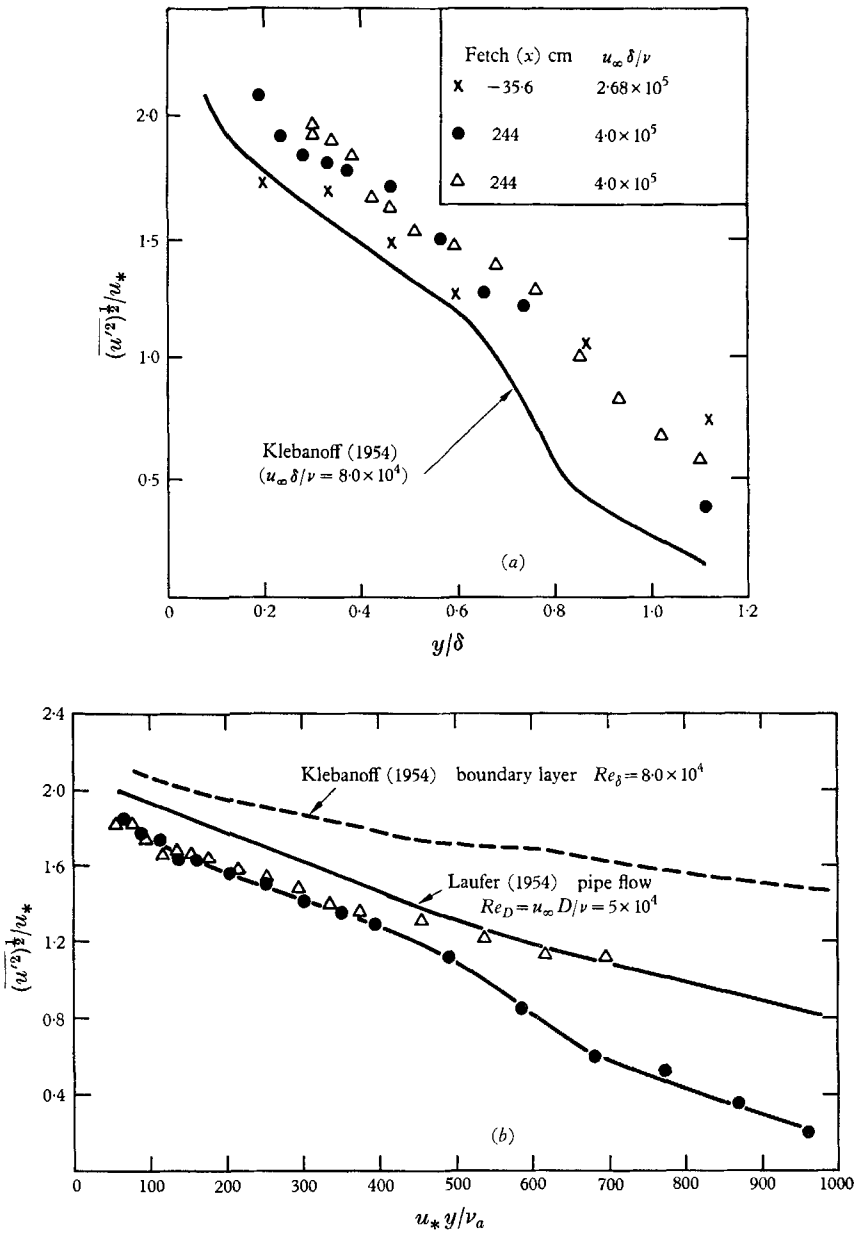 Fetch (x) cm u∞ δ/ν
× −35·6 2·68 × 10⁵
● 244 4·0 × 10⁵
△ 244 4·0 × 10⁵
2·0
1·5
1·0
0·5
(u′²)^½/u*
Klebanoff (1954)
(u∞ δ/ν = 8·0 × 10⁴)
(a)
0 0·2 0·4 0·6 0·8 1·0 1·2
y/δ
2·4
2·0
1·6
1·2
0·8
0·4
(u′²)^½/u*
Klebanoff (1954) boundary layer Re_δ = 8·0 × 10⁴
Laufer (1954) pipe flow
Re_D = u∞ D/ν = 5 × 10⁴
(b)
0 100 200 300 400 500 600 700 800 900 1000
u* y/ν_a